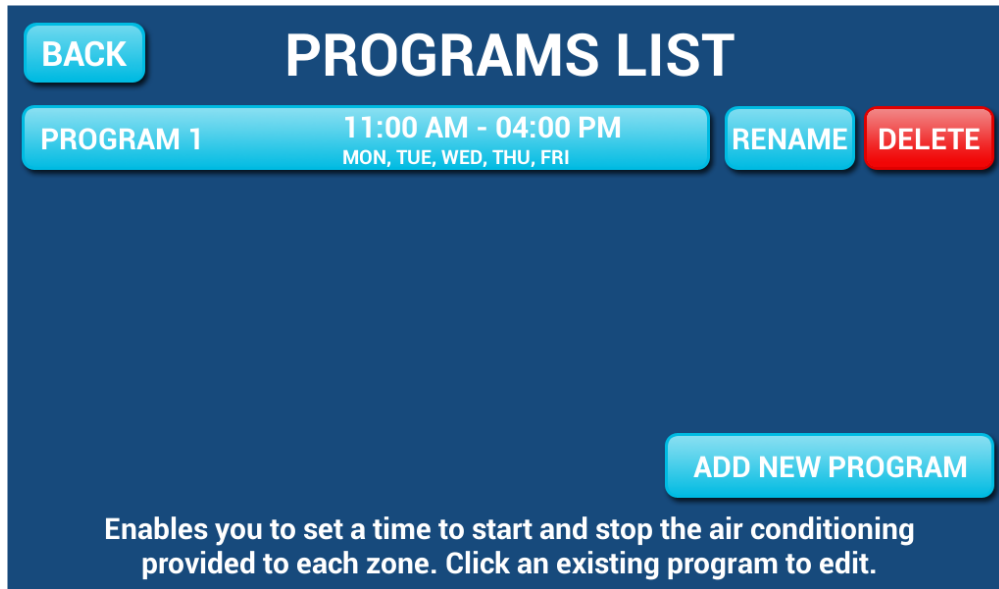 BACK
PROGRAMS LIST
PROGRAM 1
11:00 AM - 04:00 PM
MON, TUE, WED, THU, FRI
RENAME
DELETE
ADD NEW PROGRAM
Enables you to set a time to start and stop the air conditioning
provided to each zone. Click an existing program to edit.